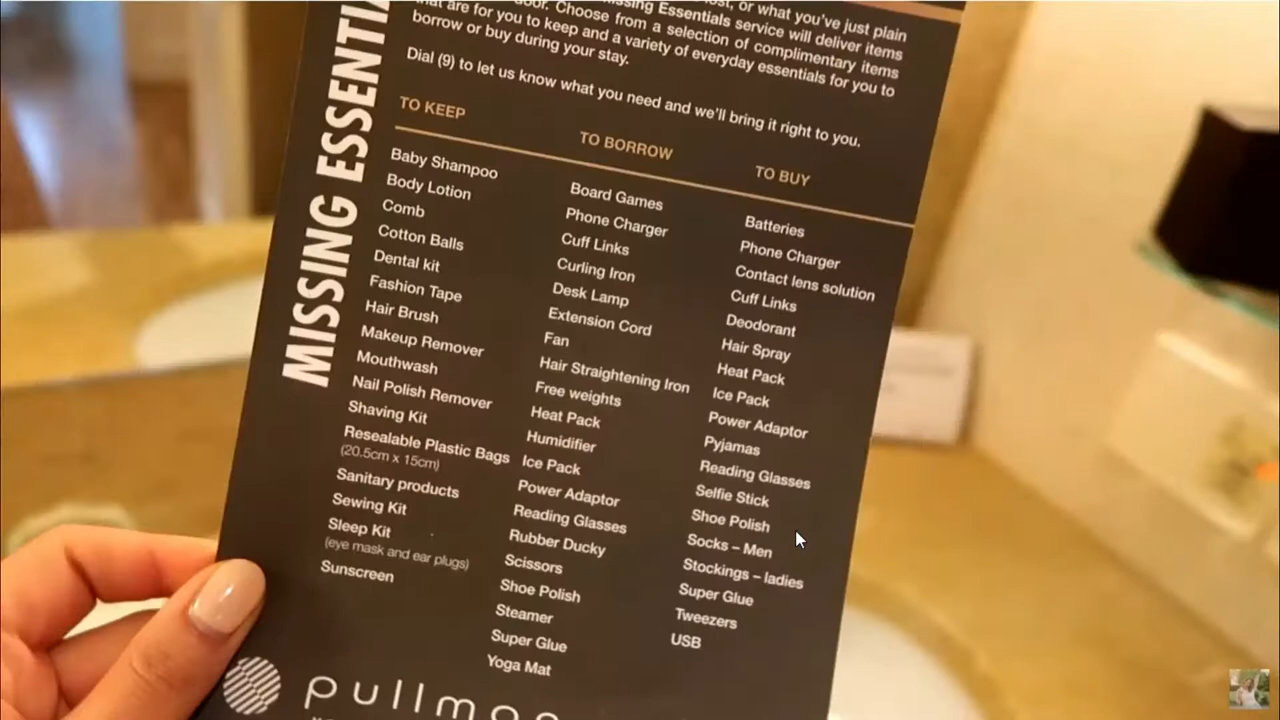 MISSING
or what you've just plain
Essentials service will deliver items
are for you to keep and a variety of everyday essentials for you to
Choose from a selection of complimentary items
borrow or buy during your stay.
Dial (9) to let us know what you need and we'll bring it right to you.
TO KEEP
Baby Shampoo
Body Lotion
Comb
Cotton Balls
Dental kit
Fashion Tape
Hair Brush
Makeup Remover
Mouthwash
Nail Polish Remover
Shaving Kit
Resealable Plastic Bags
(20.5cm x 15cm)
Sanitary products
Sewing Kit
Sleep Kit
(eye mask and ear plugs)
Sunscreen
TO BORROW
Board Games
Phone Charger
Cuff Links
Curling Iron
Desk Lamp
Extension Cord
Fan
Hair Straightening Iron
Free weights
Heat Pack
Humidifier
Ice Pack
Power Adaptor
Reading Glasses
Rubber Ducky
Scissors
Shoe Polish
Steamer
Super Glue
Yoga Mat
TO BUY
Batteries
Phone Charger
Contact lens solution
Cuff Links
Deodorant
Hair Spray
Heat Pack
Ice Pack
Power Adaptor
Pyjamas
Reading Glasses
Selfie Stick
Shoe Polish
Socks – Men
Stockings – ladies
Super Glue
Tweezers
USB